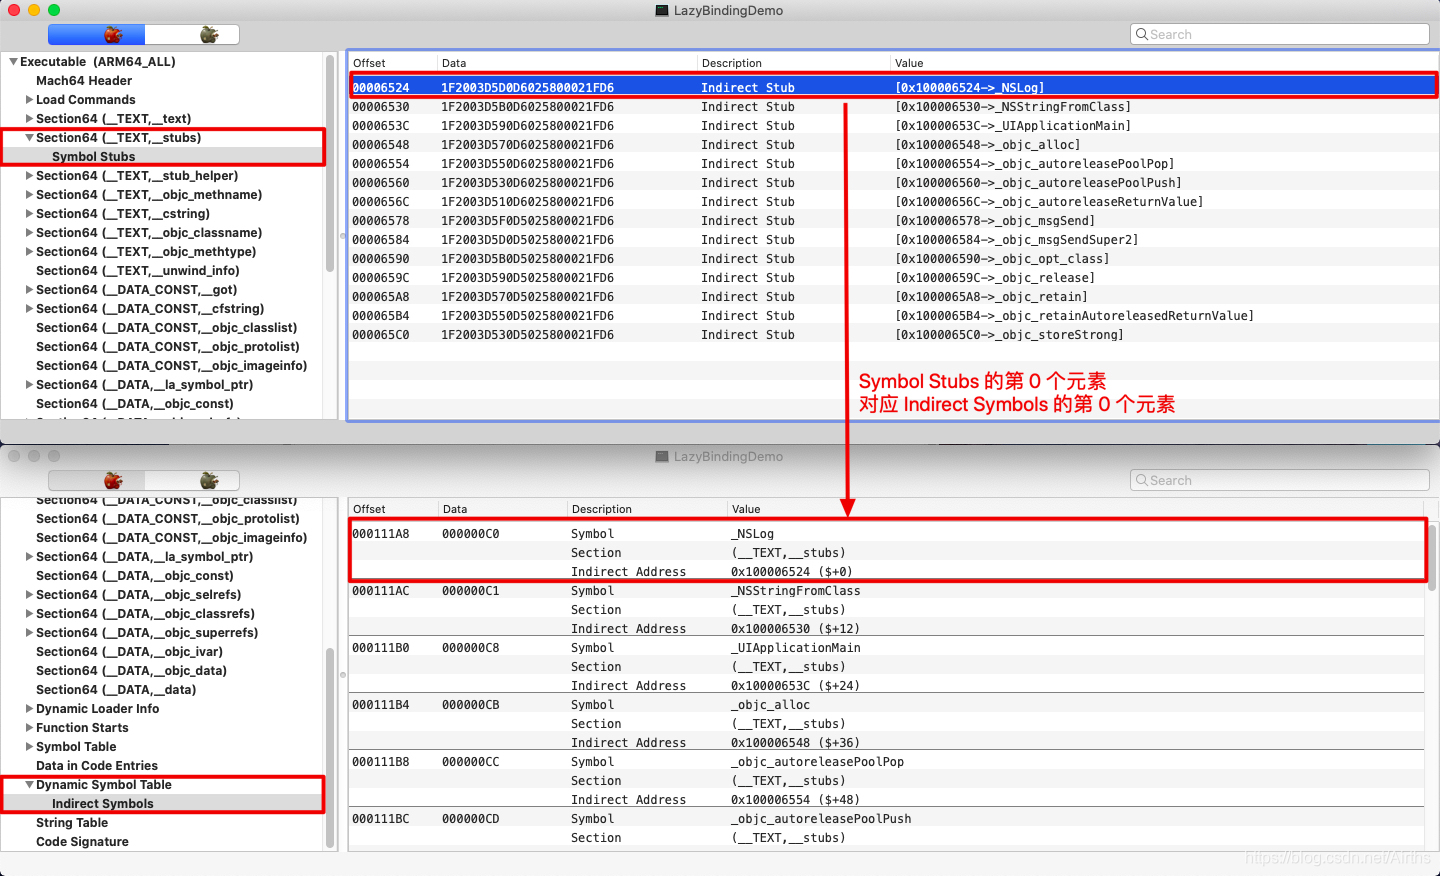 LazyBindingDemo
Search
Executable (ARM64_ALL)
Mach64 Header
Load Commands
Section64 (__TEXT,__text)
Section64 (__TEXT,__stubs)
Symbol Stubs
Section64 (__TEXT,__stub_helper)
Section64 (__TEXT,__objc_methname)
Section64 (__TEXT,__cstring)
Section64 (__TEXT,__objc_classname)
Section64 (__TEXT,__objc_methtype)
Section64 (__TEXT,__unwind_info)
Section64 (__DATA_CONST,__got)
Section64 (__DATA_CONST,__cfstring)
Section64 (__DATA_CONST,__objc_classlist)
Section64 (__DATA_CONST,__objc_protolist)
Section64 (__DATA_CONST,__objc_imageinfo)
Section64 (__DATA,__la_symbol_ptr)
Section64 (__DATA,__objc_const)
Offset Data Description Value
00006524 1F2003D5D0D6025800021FD6 Indirect Stub [0x100006524->_NSLog]
00006530 1F2003D5B0D6025800021FD6 Indirect Stub [0x100006530->_NSStringFromClass]
0000653C 1F2003D590D6025800021FD6 Indirect Stub [0x10000653C->_UIApplicationMain]
00006548 1F2003D570D6025800021FD6 Indirect Stub [0x100006548->_objc_alloc]
00006554 1F2003D550D6025800021FD6 Indirect Stub [0x100006554->_objc_autoreleasePoolPop]
00006560 1F2003D530D6025800021FD6 Indirect Stub [0x100006560->_objc_autoreleasePoolPush]
0000656C 1F2003D510D6025800021FD6 Indirect Stub [0x10000656C->_objc_autoreleaseReturnValue]
00006578 1F2003D5F0D5025800021FD6 Indirect Stub [0x100006578->_objc_msgSend]
00006584 1F2003D5D0D5025800021FD6 Indirect Stub [0x100006584->_objc_msgSendSuper2]
00006590 1F2003D5B0D5025800021FD6 Indirect Stub [0x100006590->_objc_opt_class]
0000659C 1F2003D590D5025800021FD6 Indirect Stub [0x10000659C->_objc_release]
000065A8 1F2003D570D5025800021FD6 Indirect Stub [0x1000065A8->_objc_retain]
000065B4 1F2003D550D5025800021FD6 Indirect Stub [0x1000065B4->_objc_retainAutoreleasedReturnValue]
000065C0 1F2003D530D5025800021FD6 Indirect Stub [0x1000065C0->_objc_storeStrong]
Symbol Stubs 的第 0 个元素
对应 Indirect Symbols 的第 0 个元素
LazyBindingDemo
Search
Section64 (__DATA_CONST,__objc_classlist)
Section64 (__DATA_CONST,__objc_protolist)
Section64 (__DATA_CONST,__objc_imageinfo)
Section64 (__DATA,__la_symbol_ptr)
Section64 (__DATA,__objc_const)
Section64 (__DATA,__objc_selrefs)
Section64 (__DATA,__objc_classrefs)
Section64 (__DATA,__objc_superrefs)
Section64 (__DATA,__objc_ivar)
Section64 (__DATA,__objc_data)
Section64 (__DATA,__data)
Dynamic Loader Info
Function Starts
Symbol Table
Data in Code Entries
Dynamic Symbol Table
Indirect Symbols
String Table
Code Signature
Offset Data Description Value
000111A8 000000C0 Symbol _NSLog
Section (__TEXT,__stubs)
Indirect Address 0x100006524 ($+0)
000111AC 000000C1 Symbol _NSStringFromClass
Section (__TEXT,__stubs)
Indirect Address 0x100006530 ($+12)
000111B0 000000C8 Symbol _UIApplicationMain
Section (__TEXT,__stubs)
Indirect Address 0x10000653C ($+24)
000111B4 000000CB Symbol _objc_alloc
Section (__TEXT,__stubs)
Indirect Address 0x100006548 ($+36)
000111B8 000000CC Symbol _objc_autoreleasePoolPop
Section (__TEXT,__stubs)
Indirect Address 0x100006554 ($+48)
000111BC 000000CD Symbol _objc_autoreleasePoolPush
Section (__TEXT,__stubs)
https://blog.csdn.net/Airths